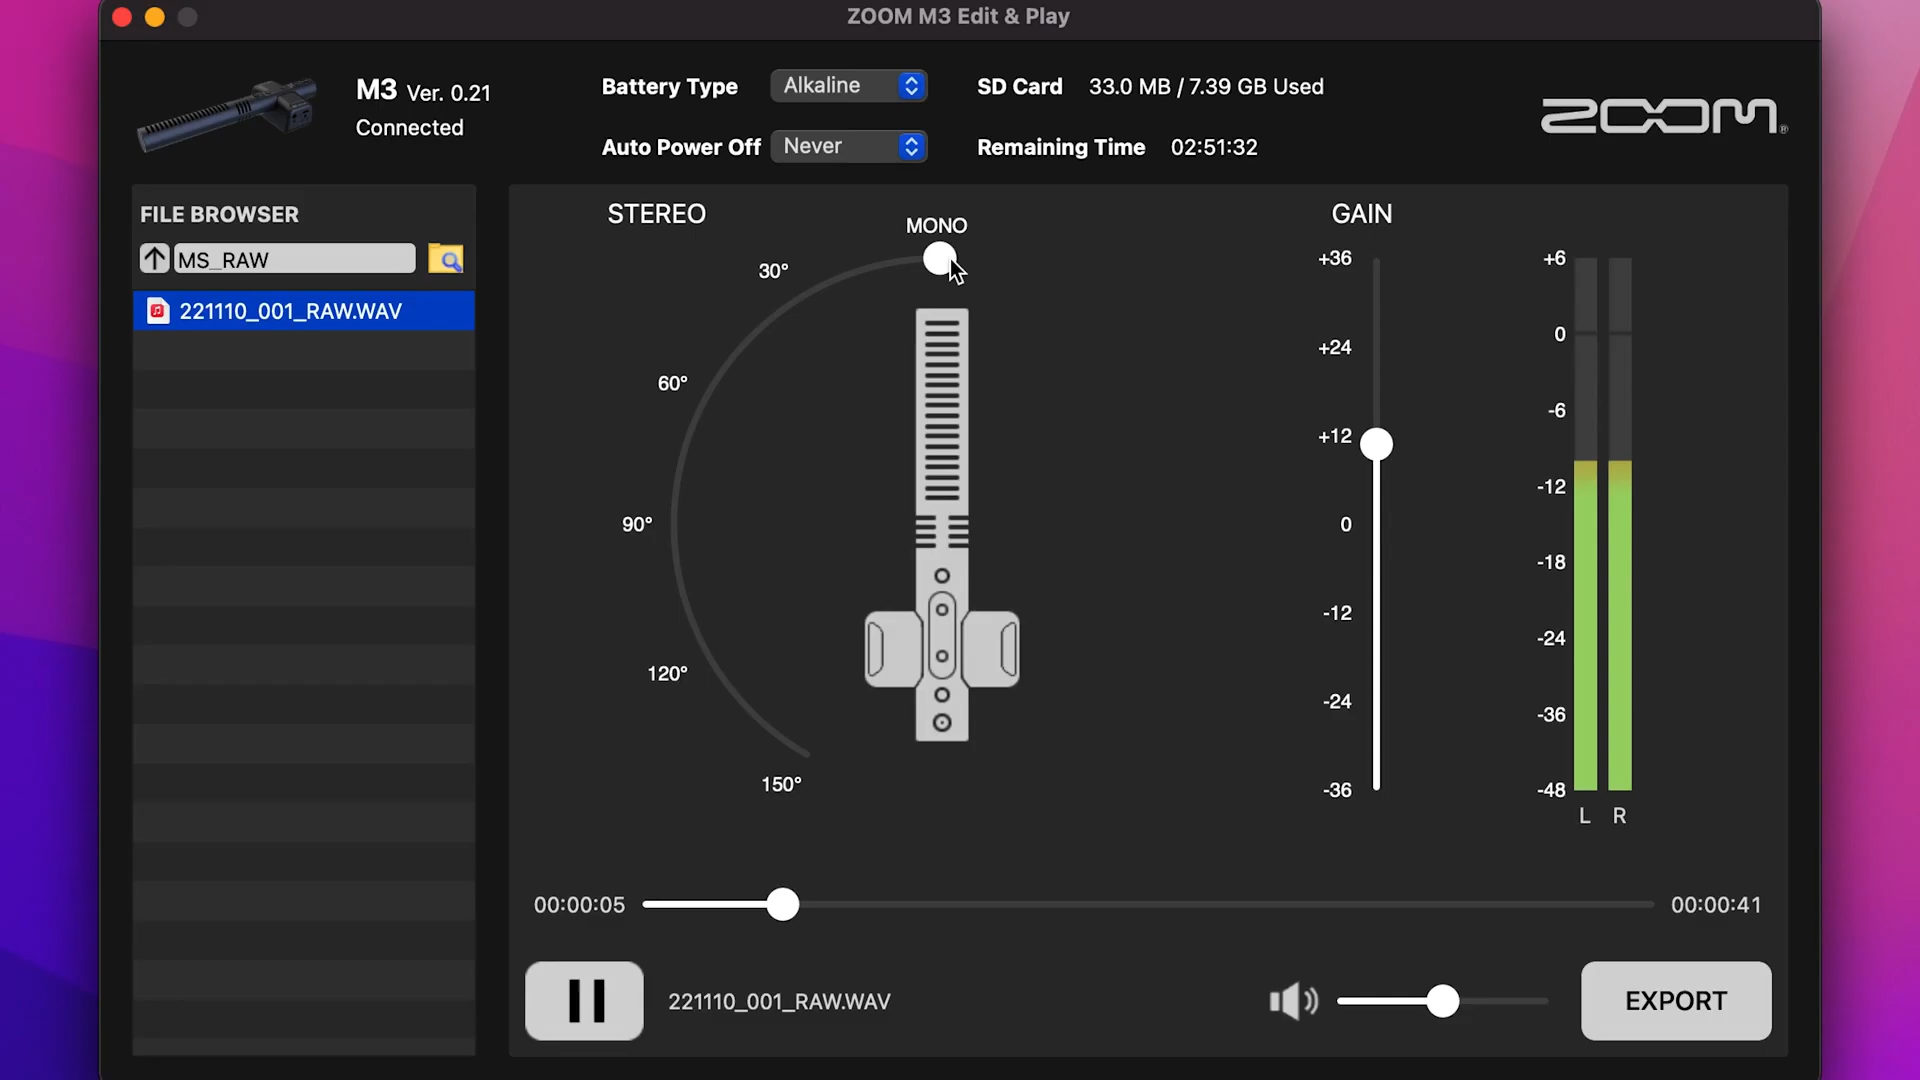 ZOOM M3 Edit & Play
M3 Ver. 0.21
Connected
Battery Type
Alkaline
Auto Power Off
Never
SD Card
33.0 MB / 7.39 GB Used
Remaining Time
02:51:32
ZOOM®
FILE BROWSER
MS_RAW
221110_001_RAW.WAV
STEREO
MONO
30°
60°
90°
120°
150°
GAIN
+36
+24
+12
0
-12
-24
-36
+6
0
-6
-12
-18
-24
-36
-48
L R
00:00:05
00:00:41
221110_001_RAW.WAV
EXPORT